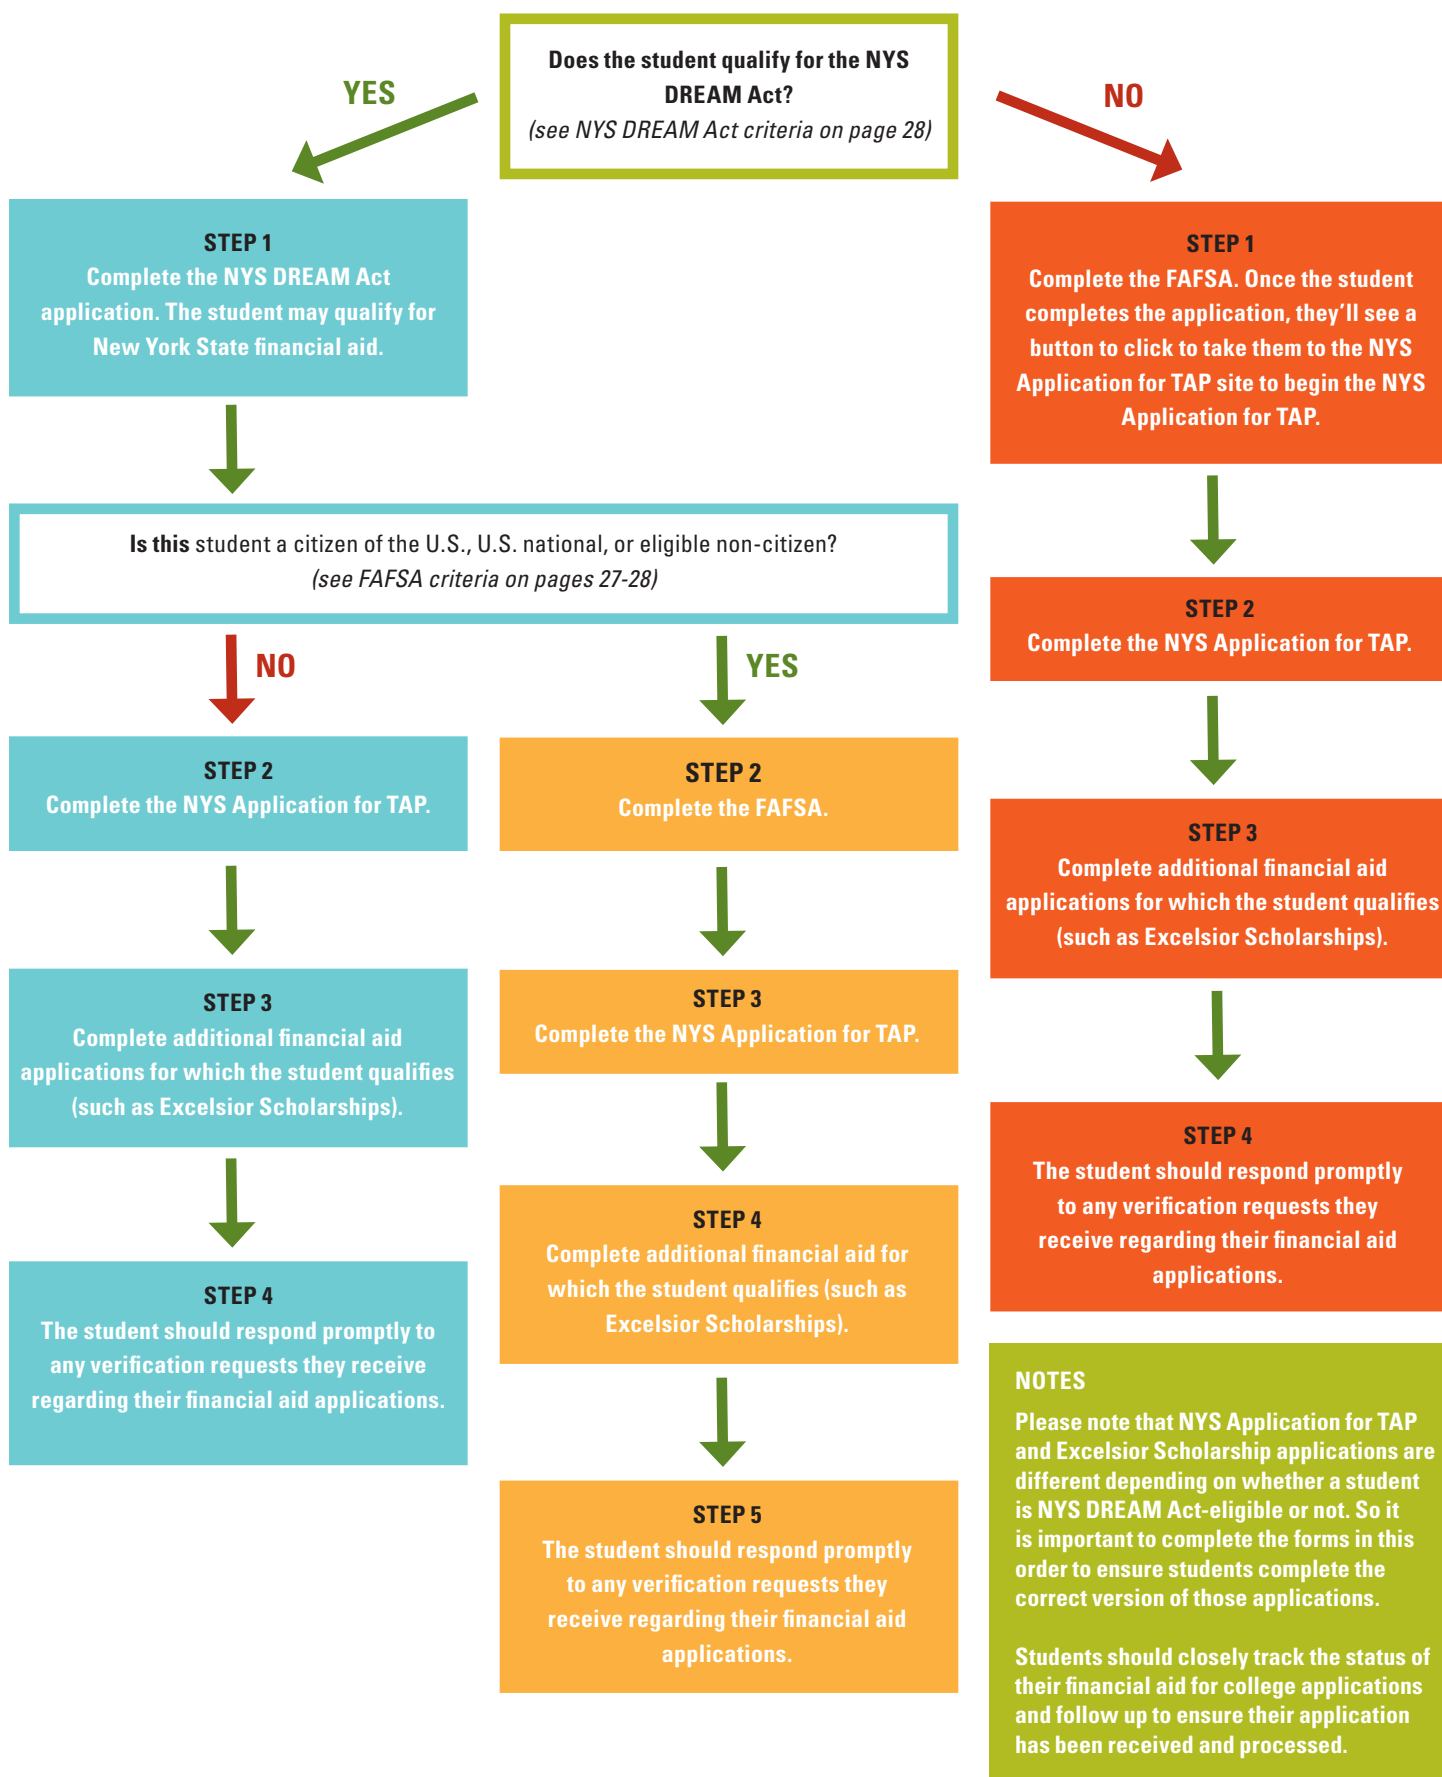 Does the student qualify for the NYS
DREAM Act?
(see NYS DREAM Act criteria on page 28)
YES
NO
STEP 1
Complete the NYS DREAM Act
application. The student may qualify for
New York State financial aid.
Is this student a citizen of the U.S., U.S. national, or eligible non-citizen?
(see FAFSA criteria on pages 27-28)
NO
YES
STEP 2
Complete the NYS Application for TAP.
STEP 3
Complete additional financial aid
applications for which the student qualifies
(such as Excelsior Scholarships).
STEP 4
The student should respond promptly to
any verification requests they receive
regarding their financial aid applications.
STEP 2
Complete the FAFSA.
STEP 3
Complete the NYS Application for TAP.
STEP 4
Complete additional financial aid for
which the student qualifies (such as
Excelsior Scholarships).
STEP 5
The student should respond promptly
to any verification requests they
receive regarding their financial aid
applications.
STEP 1
Complete the FAFSA. Once the student
completes the application, they’ll see a
button to click to take them to the NYS
Application for TAP site to begin the NYS
Application for TAP.
STEP 2
Complete the NYS Application for TAP.
STEP 3
Complete additional financial aid
applications for which the student qualifies
(such as Excelsior Scholarships).
STEP 4
The student should respond promptly
to any verification requests they
receive regarding their financial aid
applications.
NOTES
Please note that NYS Application for TAP
and Excelsior Scholarship applications are
different depending on whether a student
is NYS DREAM Act-eligible or not. So it
is important to complete the forms in this
order to ensure students complete the
correct version of those applications.
Students should closely track the status of
their financial aid for college applications
and follow up to ensure their application
has been received and processed.